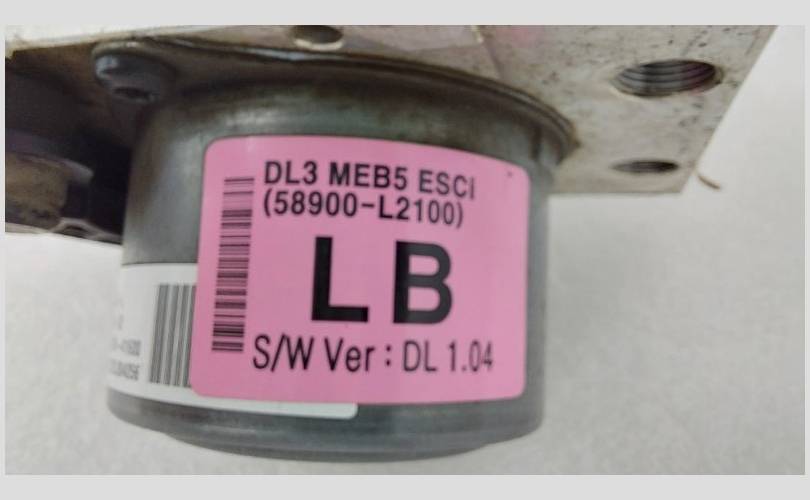 DL3 MEB5 ESCI
(58900-L2100)
LB
S/W Ver : DL 1.04